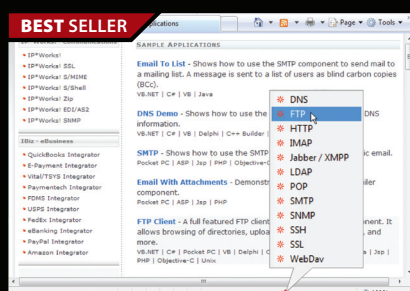 BEST SELLER
pplications
Page
Tools
IP*Works! Communications
IP*Works!
IP*Works! SSL
IP*Works! S/MIME
IP*Works! S/Shell
IP*Works! Zip
IP*Works! EDI/AS2
IP*Works! SNMP
IBiz - eBusiness
QuickBooks Integrator
E-Payment Integrator
Vital/TSYS Integrator
Paymentech Integrator
FDMS Integrator
USPS Integrator
FedEx Integrator
eBanking Integrator
PayPal Integrator
Amazon Integrator
SAMPLE APPLICATIONS
Email To List - Shows how to use the SMTP component to send mail to
a mailing list. A message is sent to a list of users as blind carbon copies
(BCc).
VB.NET | C# | VB | Java
DNS Demo - Shows how to use the DNS
information.
VB.NET | C# | VB | Delphi | C++ Builder |
SMTP - Shows how to use the SMTP ic email.
Pocket PC | ASP | Jsp | PHP | Objective-C
Email With Attachments - Demonst iler
component.
Pocket PC | Asp | Jsp | PHP
FTP Client - A full featured FTP client nent. It
allows browsing of directories, uploa
more.
VB.NET | C# | Pocket PC | VB | Delphi | C a | Jsp |
PHP | Objective-C | Unix
DNS
FTP
HTTP
IMAP
Jabber / XMPP
LDAP
POP
SMTP
SNMP
SSH
SSL
WebDav